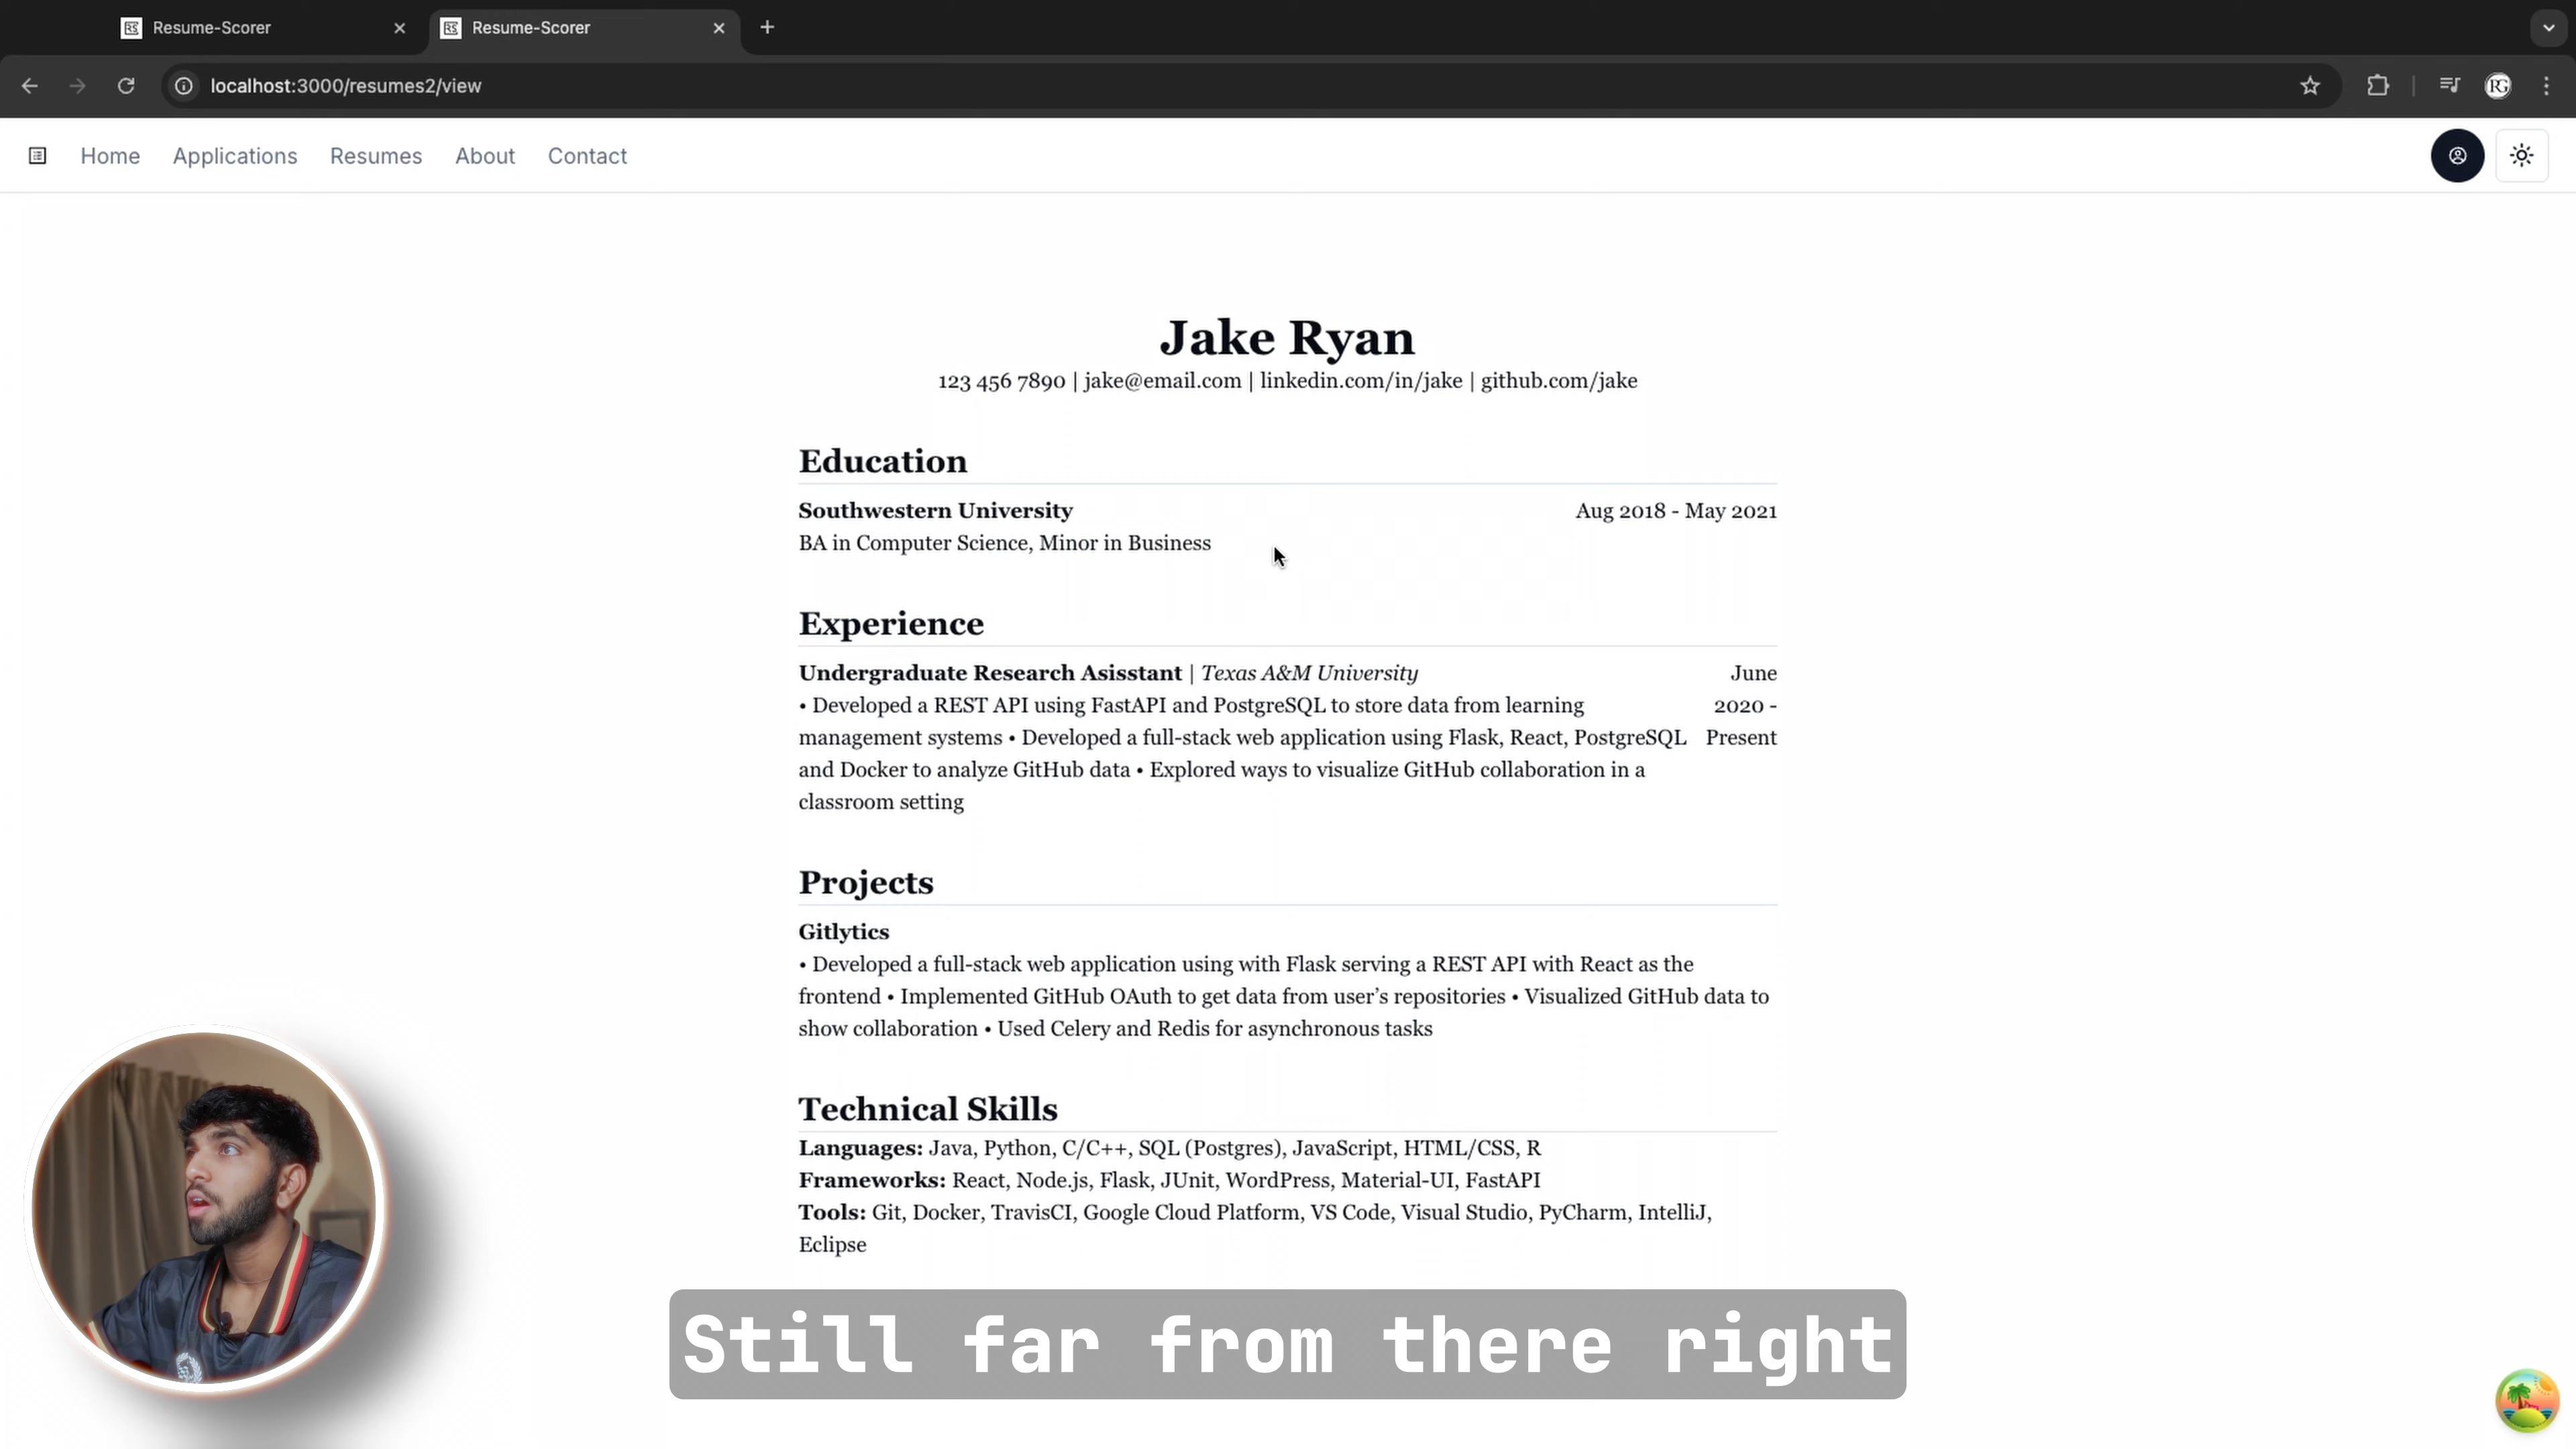 Resume-Scorer
Resume-Scorer
localhost:3000/resumes2/view
Home Applications Resumes About Contact
Jake Ryan
123 456 7890 | jake@email.com | linkedin.com/in/jake | github.com/jake
Education
Southwestern University Aug 2018 - May 2021
BA in Computer Science, Minor in Business
Experience
Undergraduate Research Asisstant | Texas A&M University June
• Developed a REST API using FastAPI and PostgreSQL to store data from learning 2020 -
management systems • Developed a full-stack web application using Flask, React, PostgreSQL Present
and Docker to analyze GitHub data • Explored ways to visualize GitHub collaboration in a
classroom setting
Projects
Gitlytics
• Developed a full-stack web application using with Flask serving a REST API with React as the
frontend • Implemented GitHub OAuth to get data from user’s repositories • Visualized GitHub data to
show collaboration • Used Celery and Redis for asynchronous tasks
Technical Skills
Languages: Java, Python, C/C++, SQL (Postgres), JavaScript, HTML/CSS, R
Frameworks: React, Node.js, Flask, JUnit, WordPress, Material-UI, FastAPI
Tools: Git, Docker, TravisCI, Google Cloud Platform, VS Code, Visual Studio, PyCharm, IntelliJ,
Eclipse
Still far from there right